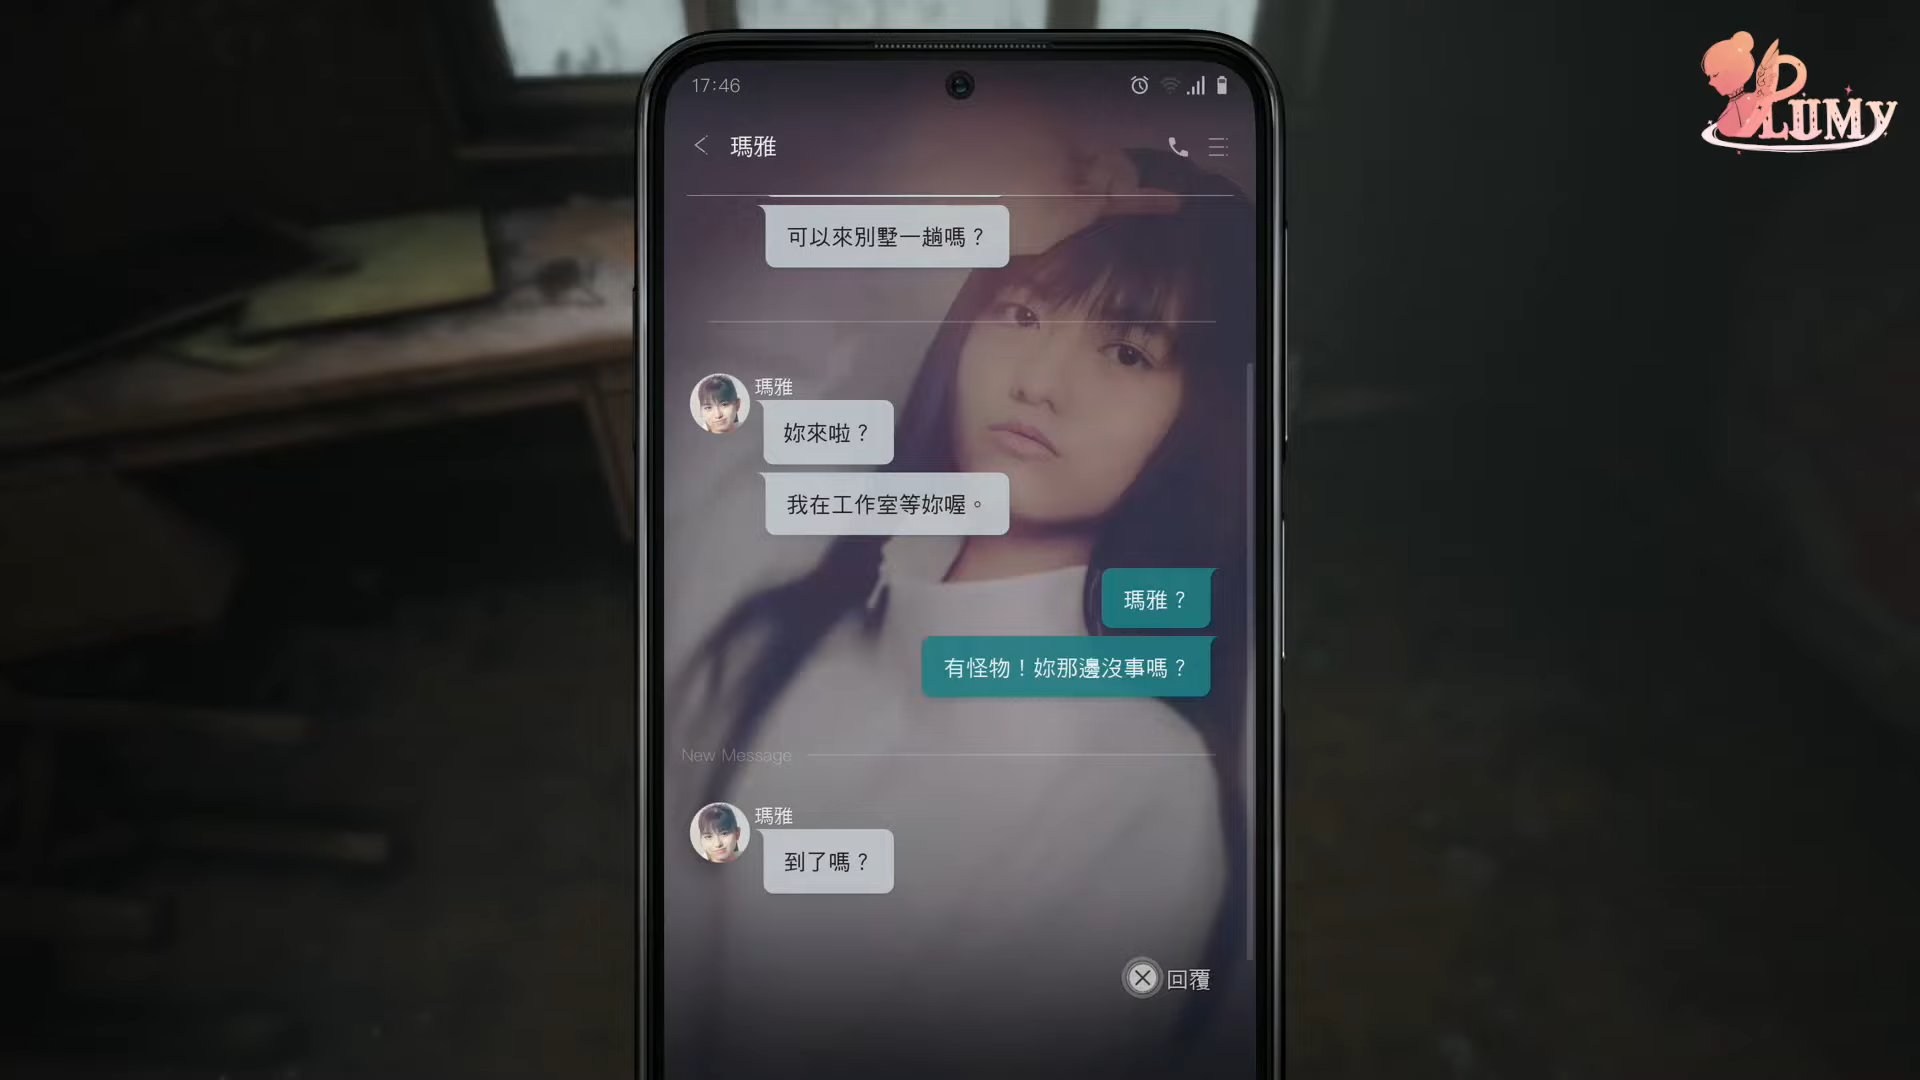 17:46
PLUMY
瑪雅
可以來別墅一趟嗎？
瑪雅
妳來啦？
我在工作室等妳喔。
瑪雅？
有怪物！妳那邊沒事嗎？
New Message
瑪雅
到了嗎？
回覆